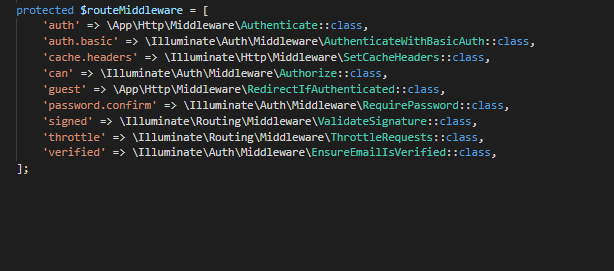 protected $routeMiddleware = [
'auth' => \App\Http\Middleware\Authenticate::class,
'auth.basic' => \Illuminate\Auth\Middleware\AuthenticateWithBasicAuth::class,
'cache.headers' => \Illuminate\Http\Middleware\SetCacheHeaders::class,
'can' => \Illuminate\Auth\Middleware\Authorize::class,
'guest' => \App\Http\Middleware\RedirectIfAuthenticated::class,
'password.confirm' => \Illuminate\Auth\Middleware\RequirePassword::class,
'signed' => \Illuminate\Routing\Middleware\ValidateSignature::class,
'throttle' => \Illuminate\Routing\Middleware\ThrottleRequests::class,
'verified' => \Illuminate\Auth\Middleware\EnsureEmailIsVerified::class,
];